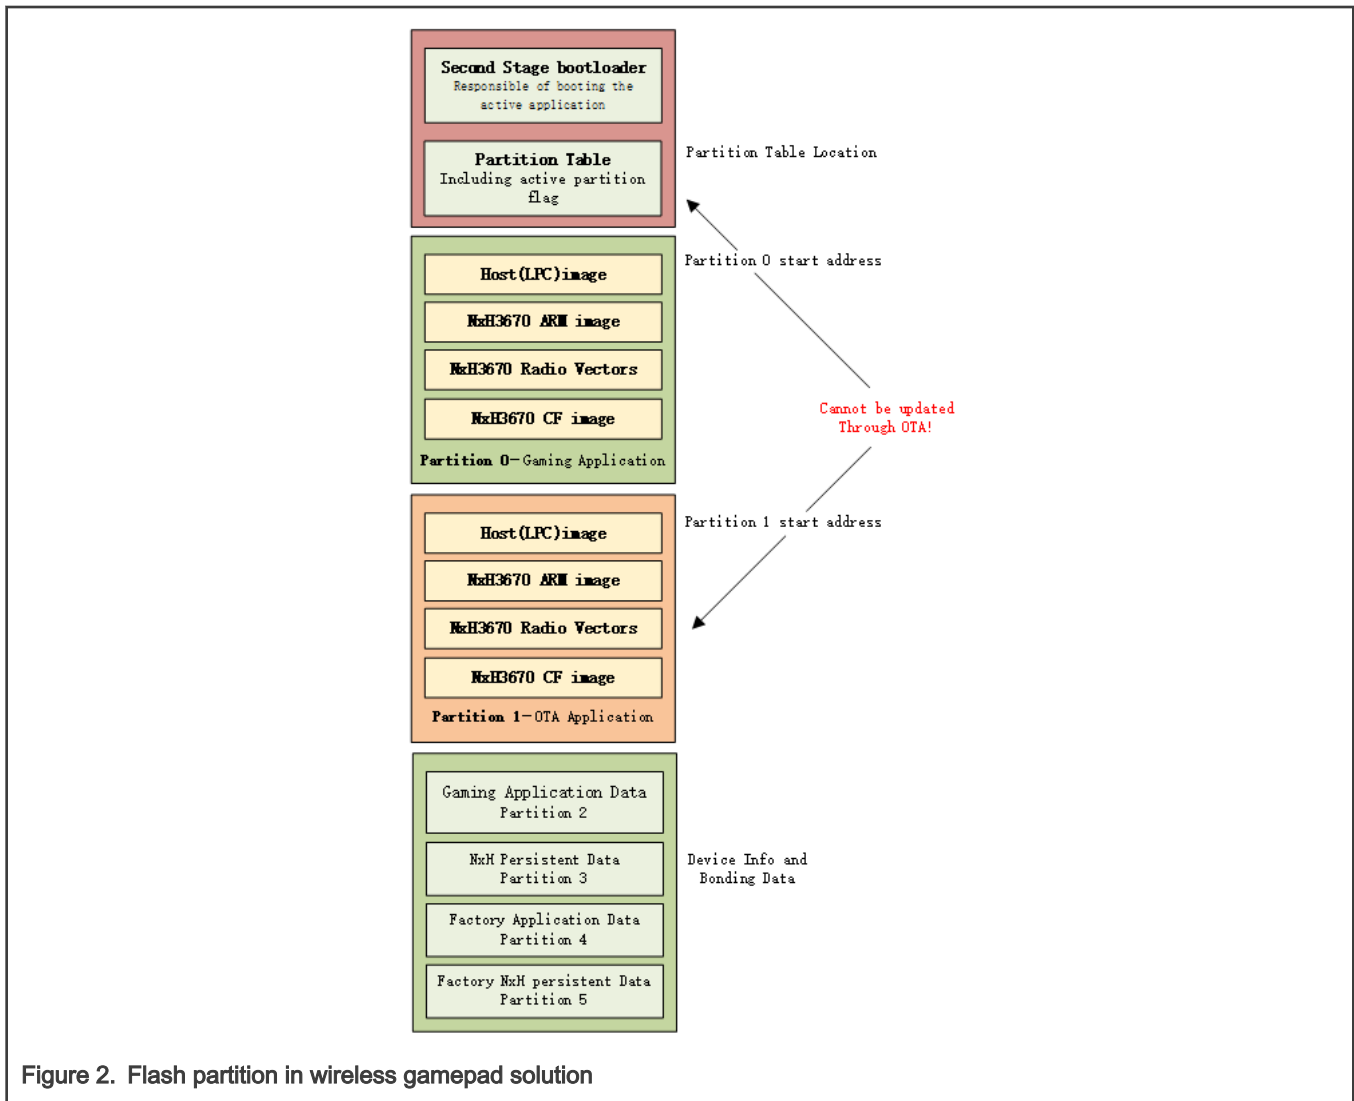 Second Stage bootloader
Responsible of booting the
active application
Partition Table
Including active partition
flag
Partition Table Location
Host(LPC)image
NxH3670 ARM image
NxH3670 Radio Vectors
NxH3670 CF image
Partition 0—Gaming Application
Partition 0 start address
Cannot be updated
Through OTA!
Host(LPC)image
NxH3670 ARM image
NxH3670 Radio Vectors
NxH3670 CF image
Partition 1—OTA Application
Partition 1 start address
Gaming Application Data
Partition 2
NxH Persistent Data
Partition 3
Factory Application Data
Partition 4
Factory NxH persistent Data
Partition 5
Device Info and
Bonding Data
Figure 2. Flash partition in wireless gamepad solution